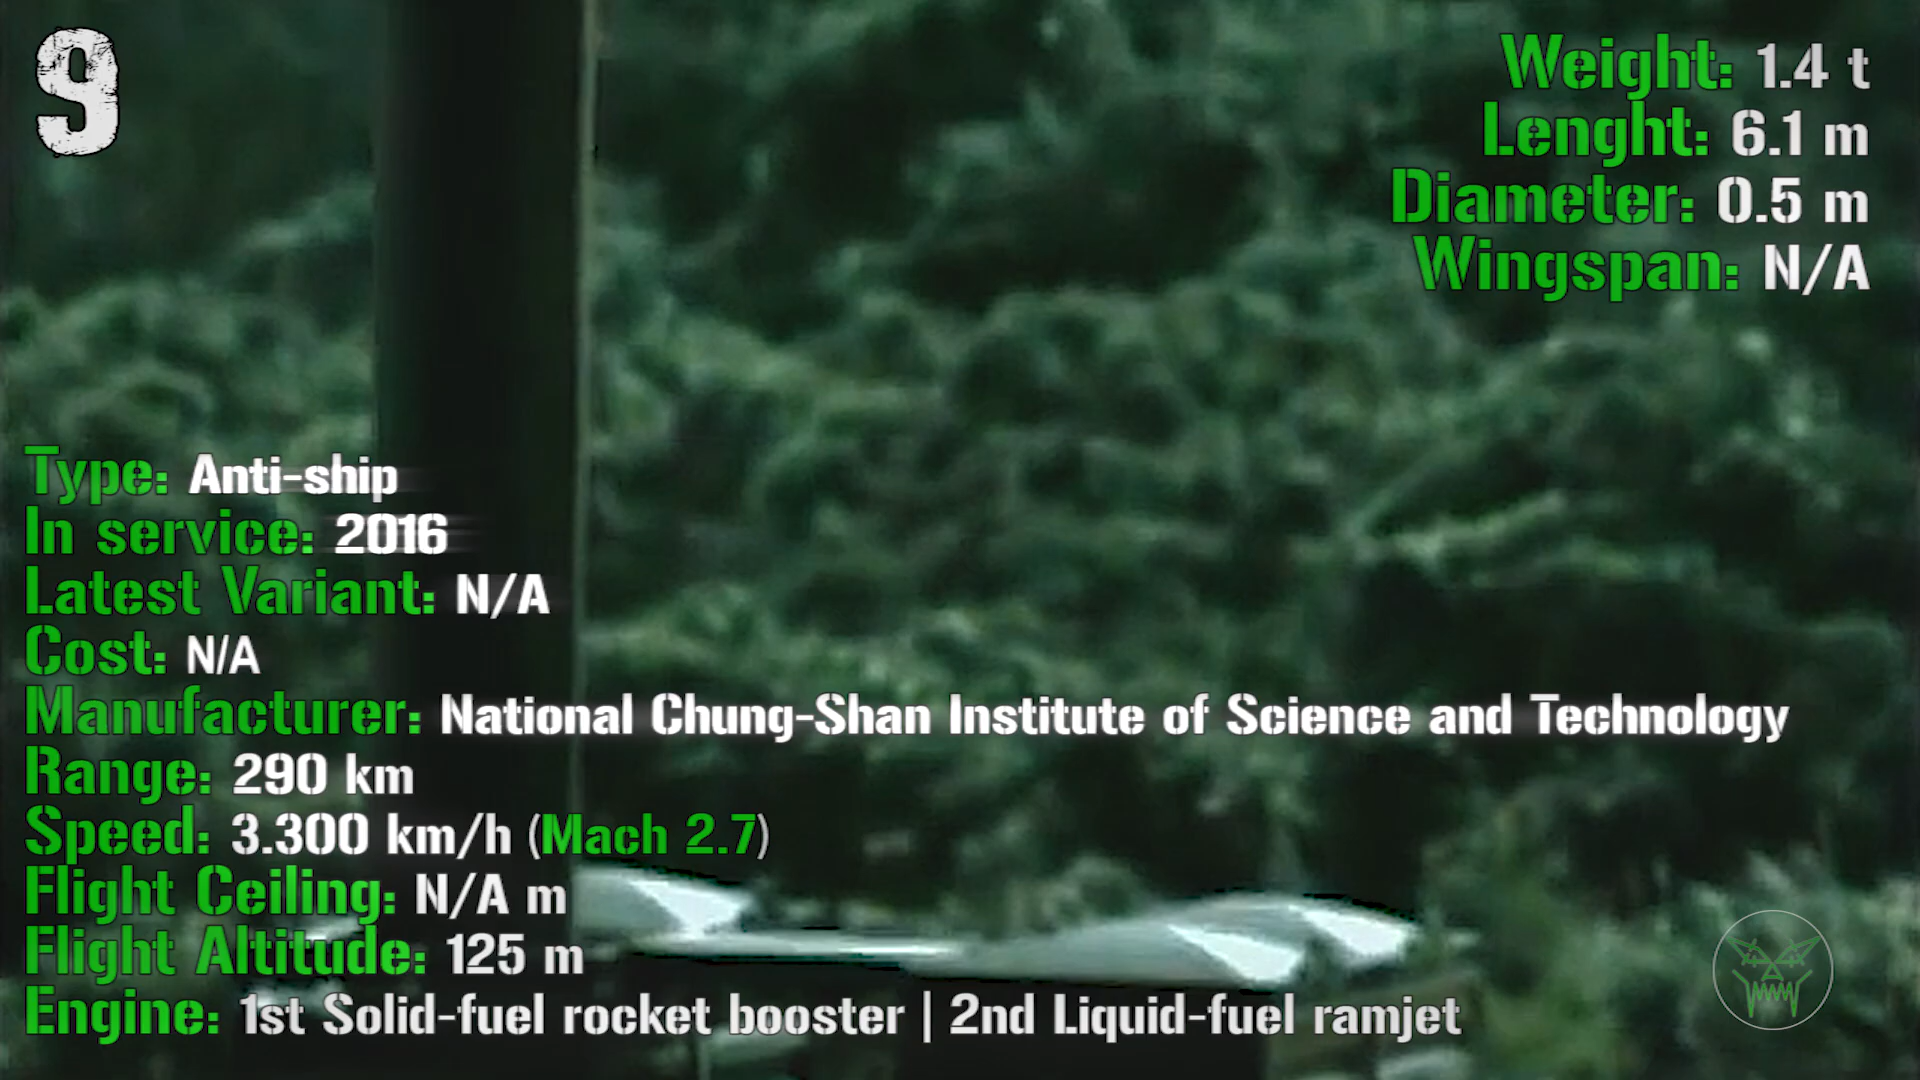 9
Weight: 1.4 t
Lenght: 6.1 m
Diameter: 0.5 m
Wingspan: N/A
Type: Anti-ship
In service: 2016
Latest Variant: N/A
Cost: N/A
Manufacturer: National Chung-Shan Institute of Science and Technology
Range: 290 km
Speed: 3.300 km/h (Mach 2.7)
Flight Ceiling: N/A m
Flight Altitude: 125 m
Engine: 1st Solid-fuel rocket booster | 2nd Liquid-fuel ramjet